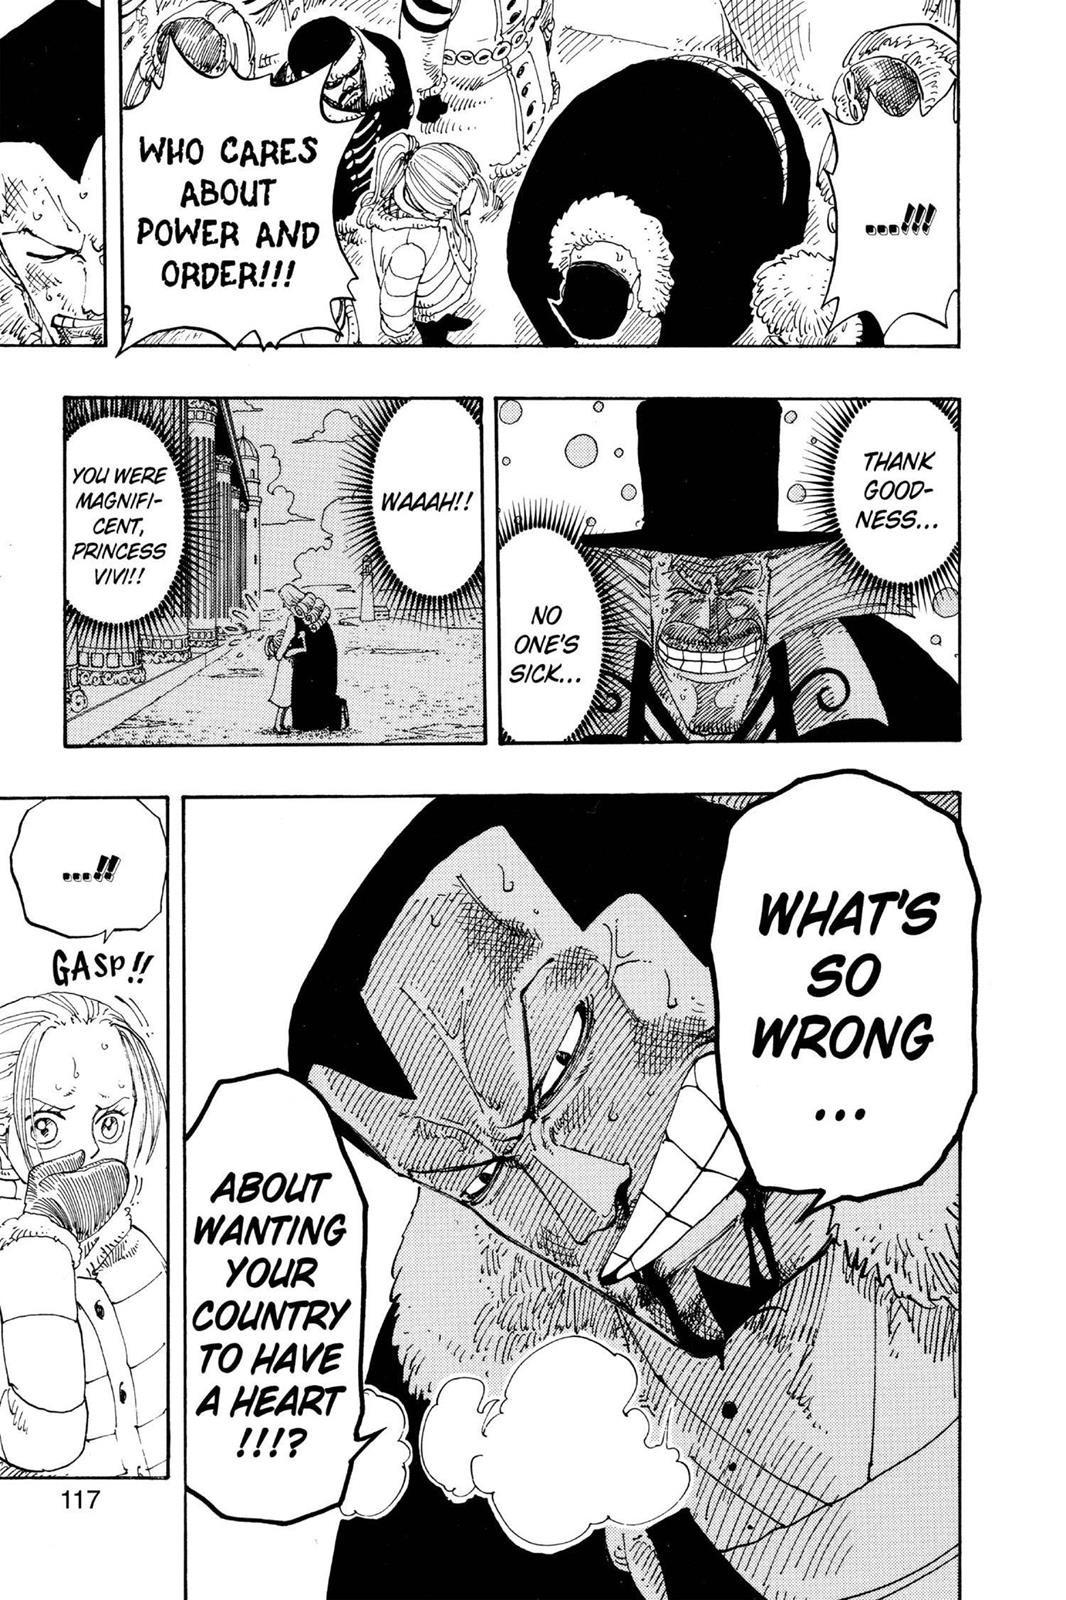 ....!!!
WHO CARES
ABOUT
POWER AND
ORDER!!!
THANK
GOOD-
NESS...
NO
ONE'S
SICK...
WAAAH!!
YOU WERE
MAGNIFI-
CENT,
PRINCESS
VIVI!!
WHAT'S
SO
WRONG
...
ABOUT
WANTING
YOUR
COUNTRY
TO HAVE
A HEART
!!!?
....!!
GASP!!
117